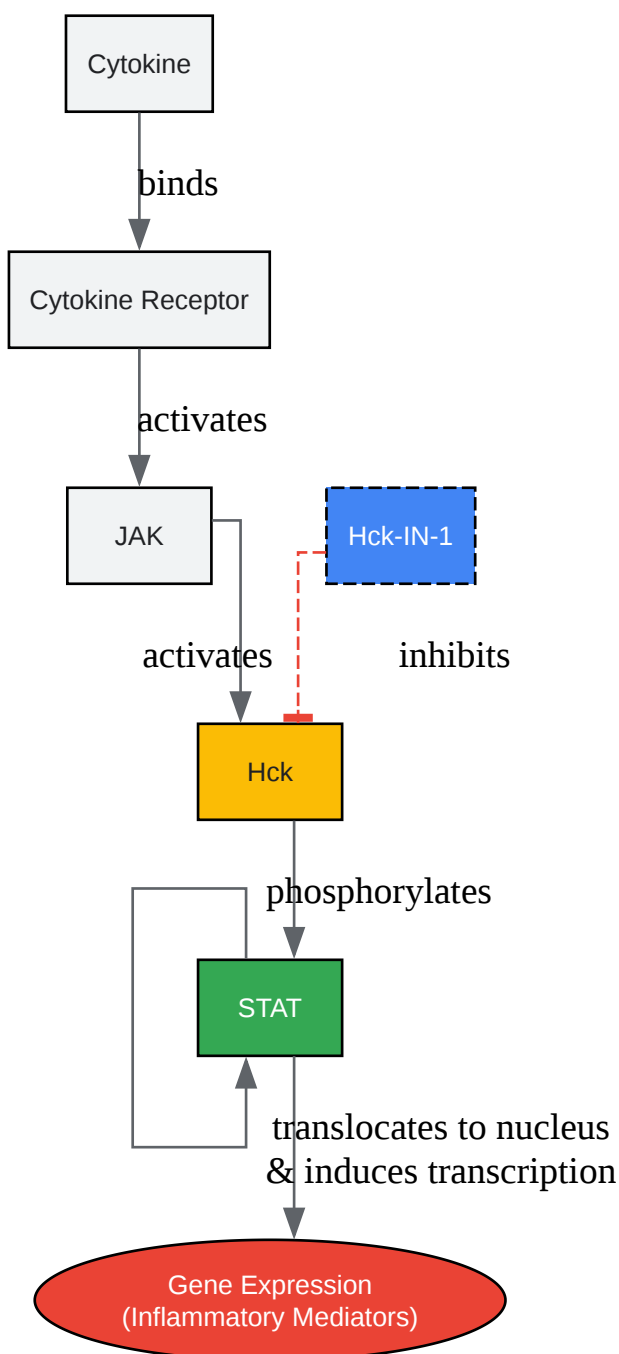 Cytokine
binds
Cytokine Receptor
activates
JAK
Hck-IN-1
activates
inhibits
Hck
phosphorylates
STAT
translocates to nucleus
& induces transcription
Gene Expression
(Inflammatory Mediators)